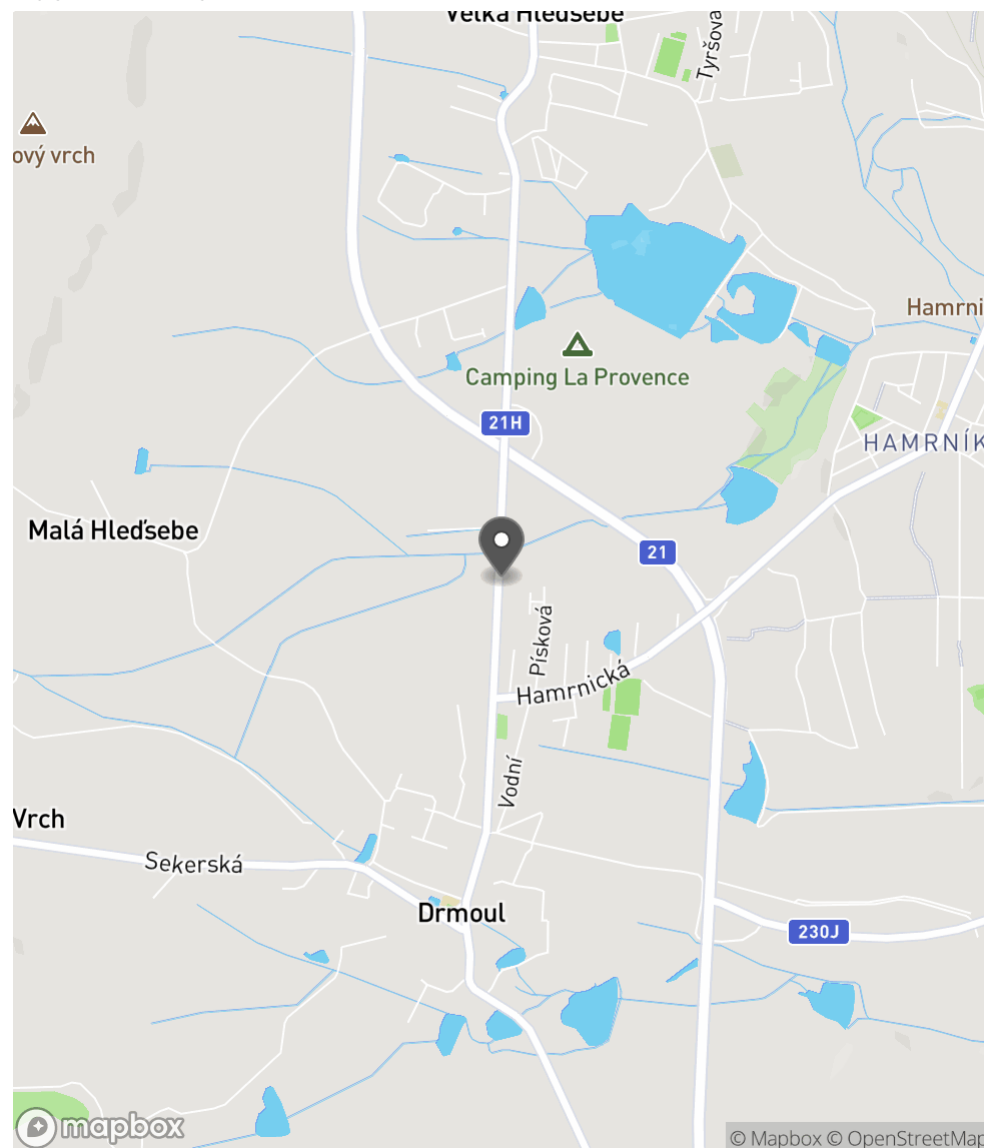 Velká Hleďsebe
Tyršova
ový vrch
Hamrni
Camping La Provence
21H
HAMRNÍK
Malá Hleďsebe
21
Písková
Hamrnická
Vodní
Vrch
Sekerská
Drmoul
230J
mapbox
© Mapbox © OpenStreetMap